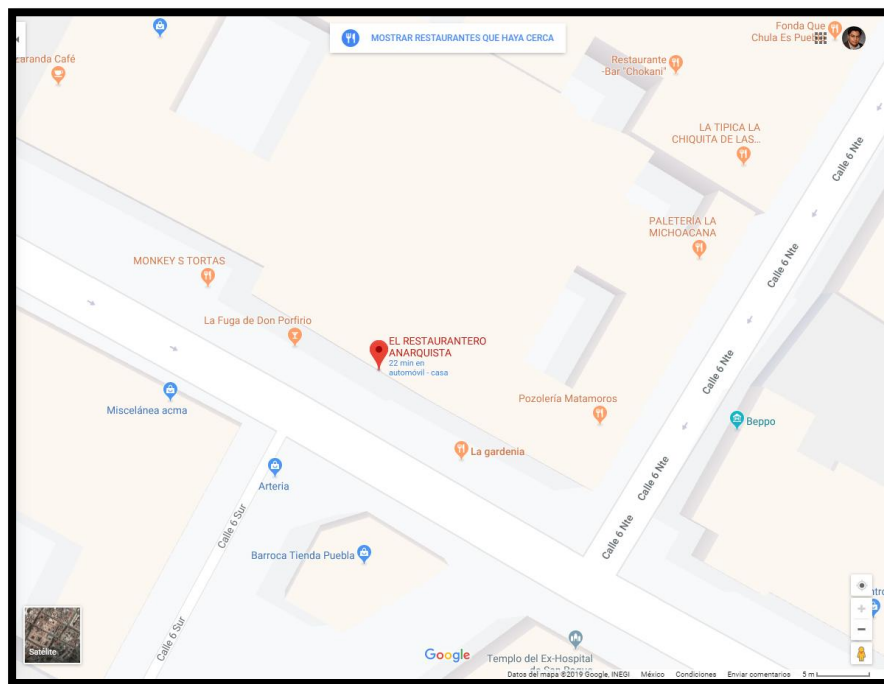 MOSTRAR RESTAURANTES QUE HAYA CERCA
Fonda Que
Chula Es
Café
Restaurante
-Bar "Chokani"
LA TIPICA LA
CHIQUITA DE LAS...
Calle 6 Nte
PALETERÍA LA
MICHOACANA
Calle 6 Nte
MONKEY S TORTAS
La Fuga de Don Porfirio
EL RESTAURANTERO
ANARQUISTA
22 min en
automóvil - casa
Calle 6 Nte
Pozolería Matamoros
Miscelánea acma
Beppo
La gardenia
Calle 6 Nte
Arteria
Calle 6 Sur
Calle 6 Nte
Barroca Tienda Puebla
Calle 6 Sur
Satélite
Google
Templo del Ex-Hospital
Datos del mapa ©2019 Google, INEGI México Condiciones Enviar comentarios 5 m